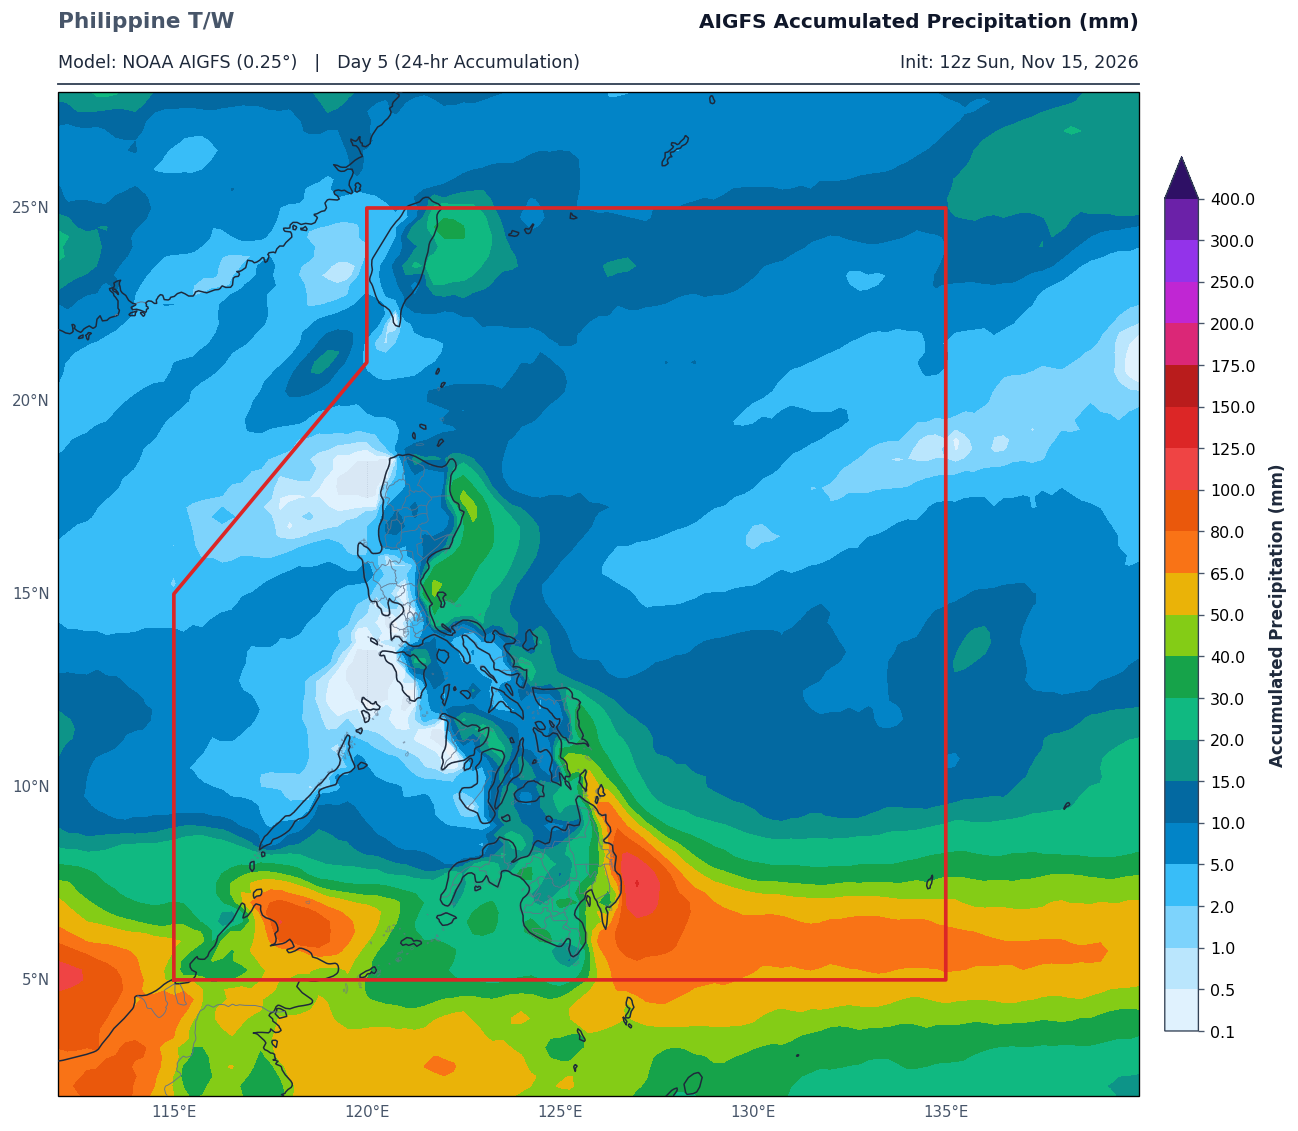 Philippine T/W
AIGFS Accumulated Precipitation (mm)
Model: NOAA AIGFS (0.25°) | Day 5 (24-hr Accumulation)
Init: 12z Sun, Nov 15, 2026
25°N
20°N
15°N
10°N
5°N
115°E
120°E
125°E
130°E
135°E
400.0
300.0
250.0
200.0
175.0
150.0
125.0
100.0
80.0
65.0
50.0
40.0
30.0
20.0
15.0
10.0
5.0
2.0
1.0
0.5
0.1
Accumulated Precipitation (mm)